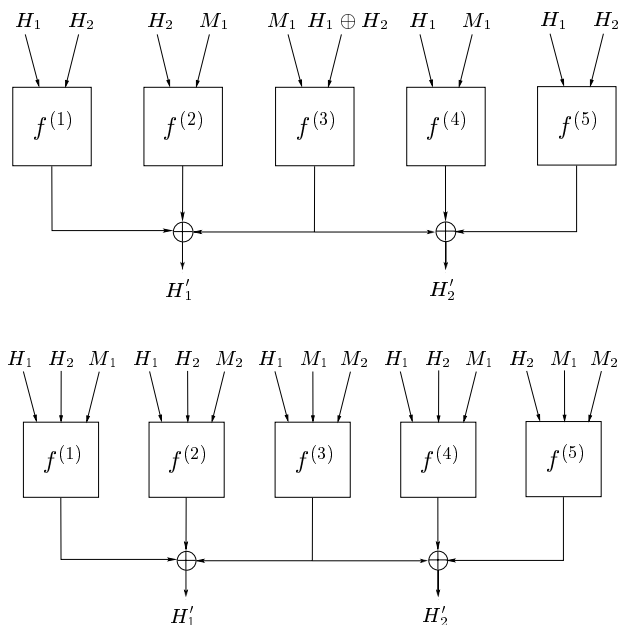 H₁ H₂ H₂ M₁ M₁ H₁ ⊕ H₂ H₁ M₁ H₁ H₂
f⁽¹⁾ f⁽²⁾ f⁽³⁾ f⁽⁴⁾ f⁽⁵⁾
H′₁ H′₂
H₁ H₂ M₁ H₁ H₂ M₂ H₁ M₁ M₂ H₁ H₂ M₁ H₂ M₁ M₂
f⁽¹⁾ f⁽²⁾ f⁽³⁾ f⁽⁴⁾ f⁽⁵⁾
H′₁ H′₂